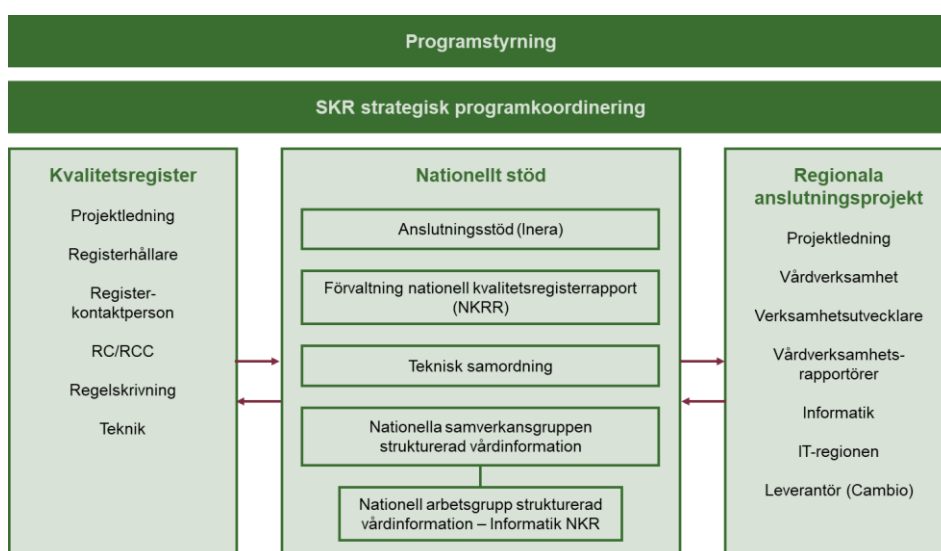 Programstyrning
SKR strategisk programkoordinering
Kvalitetsregister
Projektledning
Registerhållare
Register-
kontaktperson
RC/RCC
Regelskrivning
Teknik
Nationellt stöd
Anslutningsstöd (Inera)
Förvaltning nationell kvalitetsregisterrapport
(NKRR)
Teknisk samordning
Nationella samverkansgruppen
strukturerad vårdinformation
Nationell arbetsgrupp strukturerad
vårdinformation – Informatik NKR
Regionala
anslutningsprojekt
Projektledning
Vårdverksamhet
Verksamhetsutvecklare
Vårdverksamhets-
rapportörer
Informatik
IT-regionen
Leverantör (Cambio)